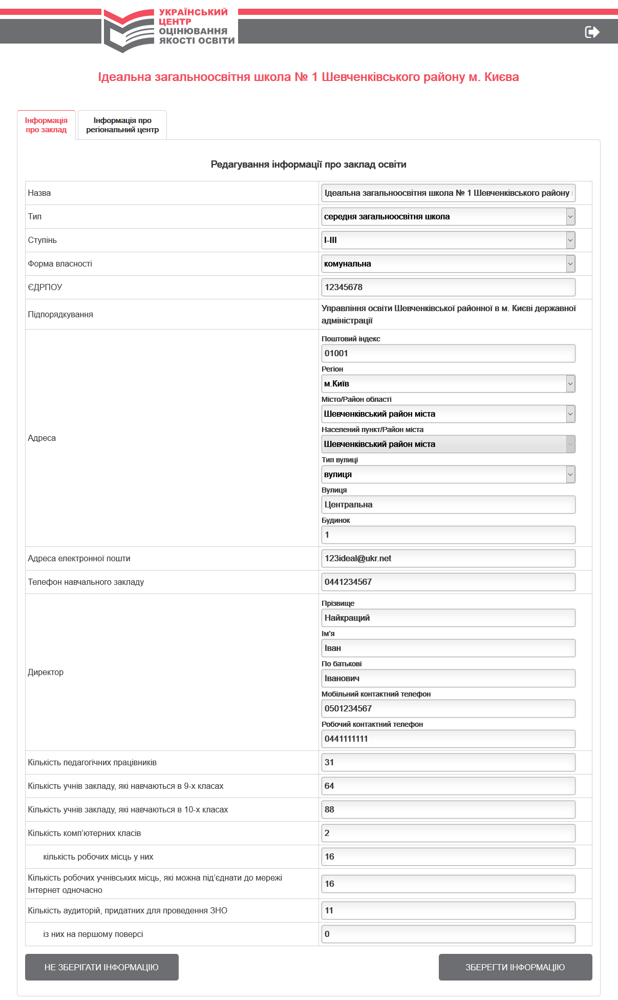 УКРАЇНСЬКИЙ
ЦЕНТР
ОЦІНЮВАННЯ
ЯКОСТІ ОСВІТИ
Ідеальна загальноосвітня школа № 1 Шевченківського району м. Києва
Інформація
про заклад
Інформація про
регіональний центр
Редагування інформації про заклад освіти
Назва
Ідеальна загальноосвітня школа № 1 Шевченківського району
Тип
середня загальноосвітня школа
Ступінь
І-ІІІ
Форма власності
комунальна
ЄДРПОУ
12345678
Підпорядкування
Управління освіти Шевченківської районної в м. Києві державної
адміністрації
Адреса
Поштовий індекс
01001
Регіон
м.Київ
Місто/Район області
Шевченківський район міста
Населений пункт/Район міста
Шевченківський район міста
Тип вулиці
вулиця
Вулиця
Центральна
Будинок
1
Адреса електронної пошти
123ideal@ukr.net
Телефон навчального закладу
0441234567
Директор
Прізвище
Найкращий
Ім'я
Іван
По батькові
Іванович
Мобільний контактний телефон
0501234567
Робочий контактний телефон
0441111111
Кількість педагогічних працівників
31
Кількість учнів закладу, які навчаються в 9-х класах
64
Кількість учнів закладу, які навчаються в 10-х класах
88
Кількість комп'ютерних класів
2
кількість робочих місць у них
16
Кількість робочих учнівських місць, які можна під'єднати до мережі
Інтернет одночасно
16
Кількість аудиторій, придатних для проведення ЗНО
11
із них на першому поверсі
0
НЕ ЗБЕРІГАТИ ІНФОРМАЦІЮ
ЗБЕРЕГТИ ІНФОРМАЦІЮ